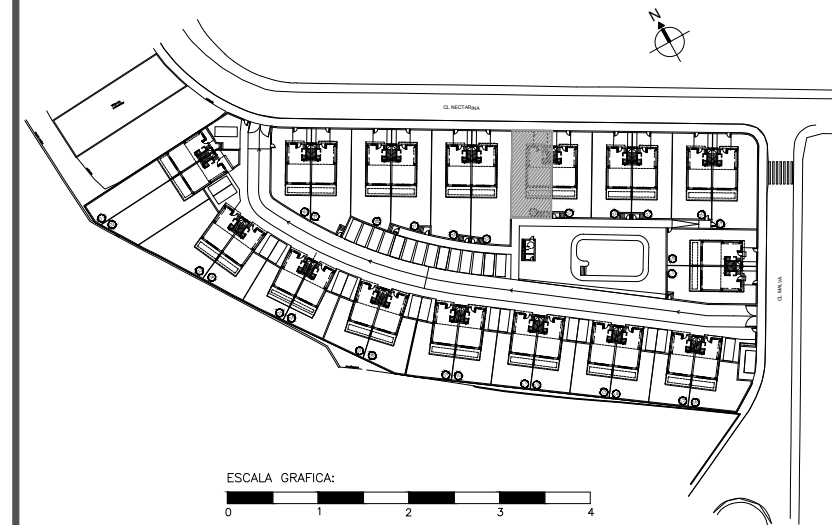 N
CL NECTARINA
CL MALVA
ESCALA GRAFICA:
0 1 2 3 4